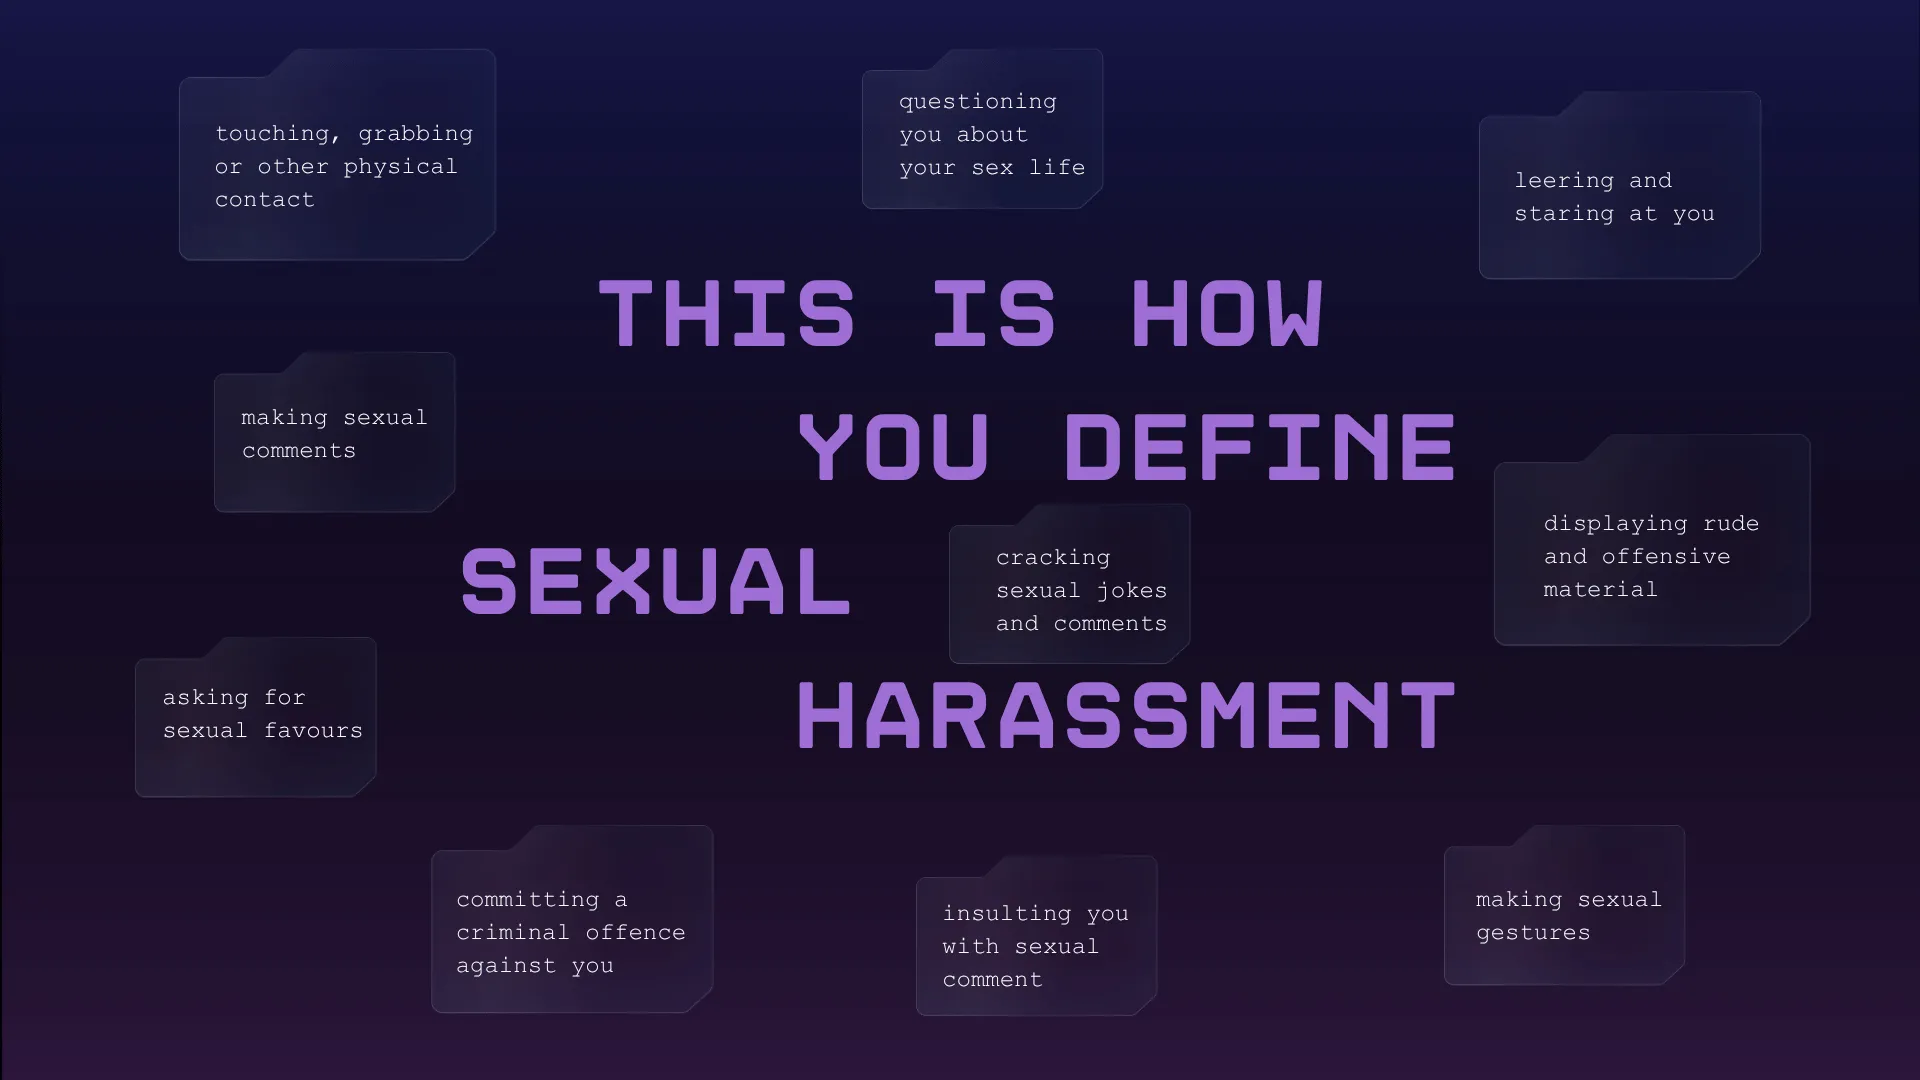 touching, grabbing
or other physical
contact
questioning
you about
your sex life
leering and
staring at you
THIS IS HOW
YOU DEFINE
SEXUAL
HARASSMENT
making sexual
comments
cracking
sexual jokes
and comments
displaying rude
and offensive
material
asking for
sexual favours
committing a
criminal offence
against you
insulting you
with sexual
comment
making sexual
gestures